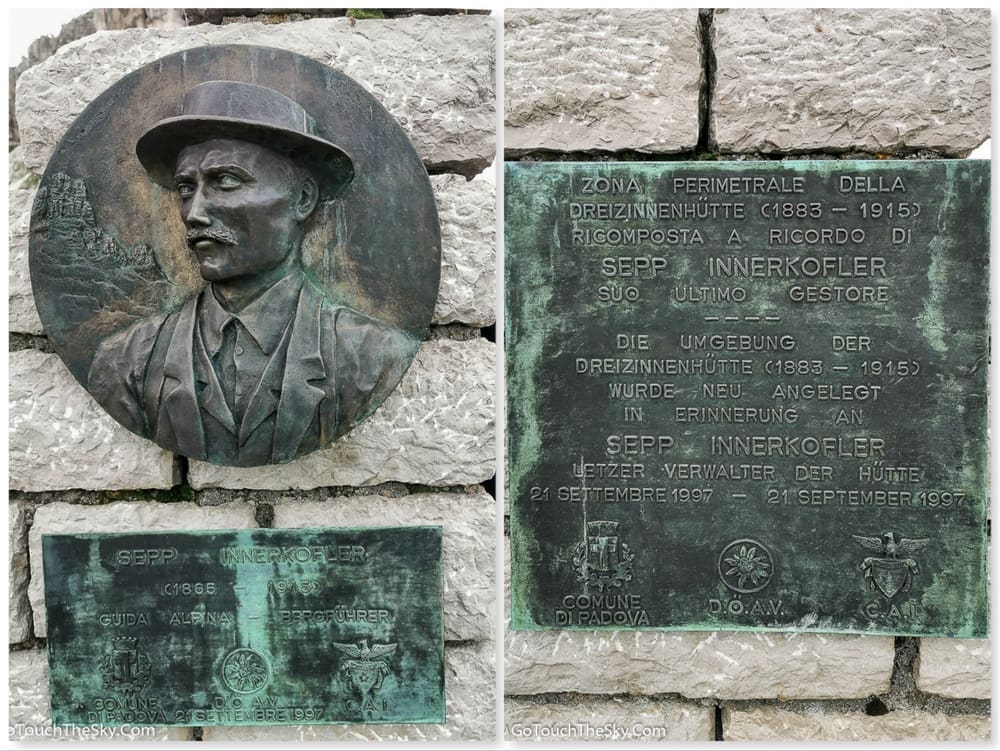 SEPP INNERKOFLER
(1865 – 1915)
GUIDA ALPINA – BERGFÜHRER
COMUNE
DI PADOVA
D.Ö.A.V.
C.A.I.
21 SETTEMBRE 1997
GoTouchTheSky.Com
ZONA PERIMETRALE DELLA
DREIZINNENHÜTTE (1883 – 1915)
RICOMPOSTA A RICORDO DI
SEPP INNERKOFLER
SUO ULTIMO GESTORE
– – – –
DIE UMGEBUNG DER
DREIZINNENHÜTTE (1883 – 1915)
WURDE NEU ANGELEGT
IN ERINNERUNG AN
SEPP INNERKOFLER
LETZER VERWALTER DER HÜTTE
21 SETTEMBRE 1997 – 21 SEPTEMBER 1997
COMUNE
DI PADOVA
D.Ö.A.V.
C.A.I.
©GoTouchTheSky.Com